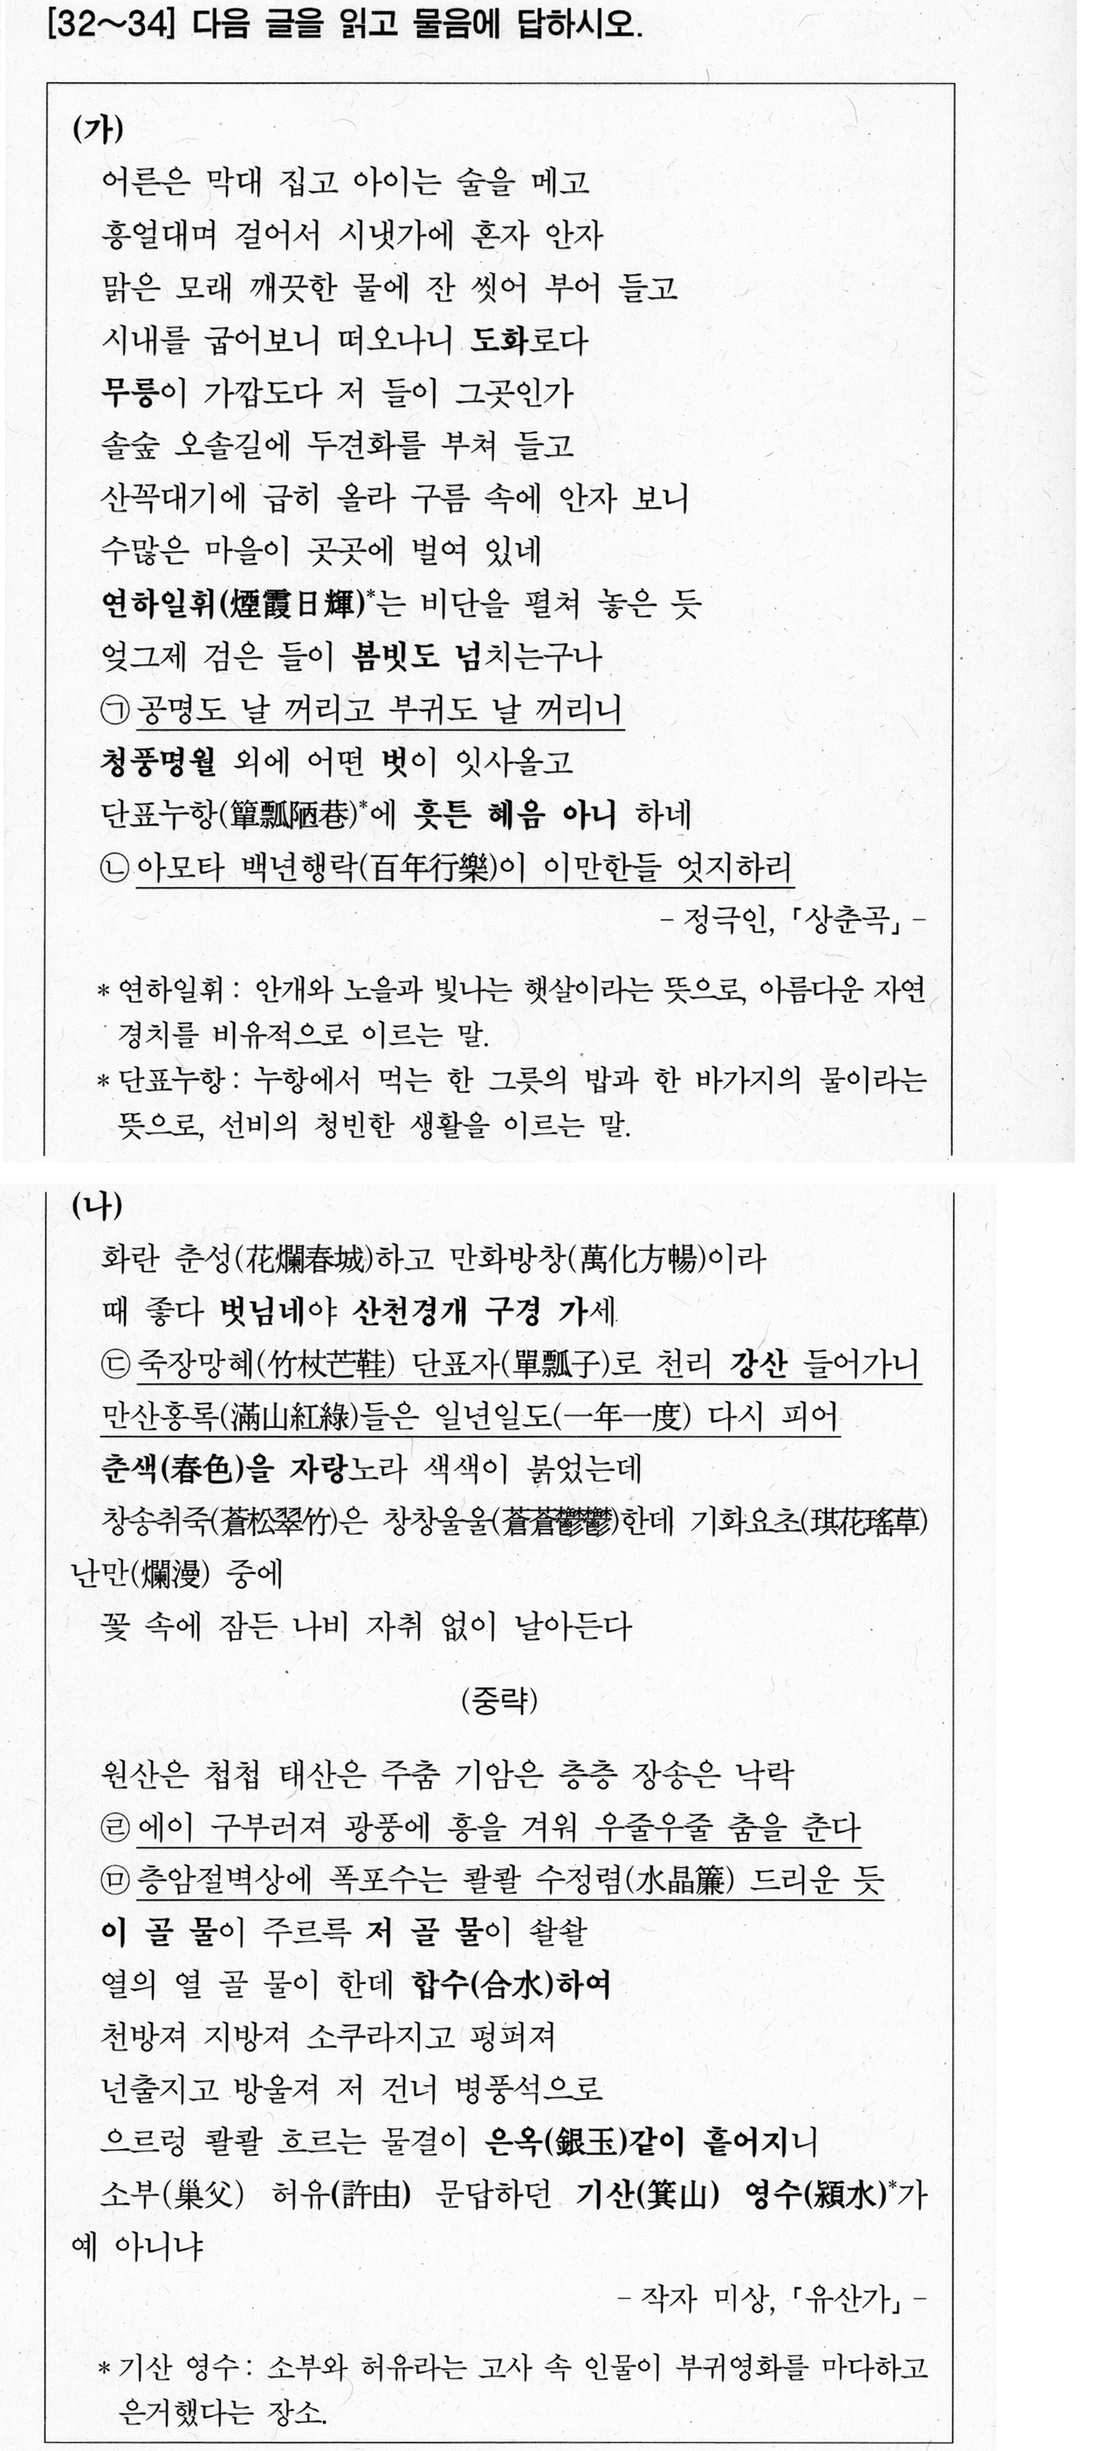 [32～34] 다음 글을 읽고 물음에 답하시오.
(가)
어른은 막대 집고 아이는 술을 메고
흥얼대며 걸어서 시냇가에 혼자 안자
맑은 모래 깨끗한 물에 잔 씻어 부어 들고
시내를 굽어보니 떠오나니 도화로다
무릉이 가깝도다 저 들이 그곳인가
솔숲 오솔길에 두견화를 부쳐 들고
산꼭대기에 급히 올라 구름 속에 안자 보니
수많은 마을이 곳곳에 벌여 있네
연하일휘(煙霞日輝)*는 비단을 펼쳐 놓은 듯
엊그제 검은 들이 봄빗도 넘치는구나
㉠공명도 날 꺼리고 부귀도 날 꺼리니
청풍명월 외에 어떤 벗이 잇사올고
단표누항(簞瓢陋巷)*에 흣튼 혜음 아니 하네
㉡아모타 백년행락(百年行樂)이 이만한들 엇지하리
- 정극인, 「상춘곡」 -
* 연하일휘 : 안개와 노을과 빛나는 햇살이라는 뜻으로, 아름다운 자연
경치를 비유적으로 이르는 말.
* 단표누항 : 누항에서 먹는 한 그릇의 밥과 한 바가지의 물이라는
뜻으로, 선비의 청빈한 생활을 이르는 말.
(나)
화란 춘성(花爛春城)하고 만화방창(萬化方暢)이라
때 좋다 벗님네야 산천경개 구경 가세
㉢죽장망혜(竹杖芒鞋) 단표자(單瓢子)로 천리 강산 들어가니
만산홍록(滿山紅綠)들은 일년일도(一年一度) 다시 피어
춘색(春色)을 자랑노라 색색이 붉었는데
창송취죽(蒼松翠竹)은 창창울울(蒼蒼鬱鬱)한데 기화요초(琪花瑤草)
난만(爛漫) 중에
꽃 속에 잠든 나비 자취 없이 날아든다
(중략)
원산은 첩첩 태산은 주춤 기암은 층층 장송은 낙락
㉣에이 구부러져 광풍에 흥을 겨워 우줄우줄 춤을 춘다
㉤층암절벽상에 폭포수는 콸콸 수정렴(水晶簾) 드리운 듯
이 골 물이 주르륵 저 골 물이 솰솰
열의 열 골 물이 한데 합수(合水)하여
천방져 지방져 소쿠라지고 펑퍼져
넌출지고 방울져 저 건너 병풍석으로
으르렁 콸콸 흐르는 물결이 은옥(銀玉)같이 흩어지니
소부(巢父) 허유(許由) 문답하던 기산(箕山) 영수(潁水)*가
예 아니냐
- 작자 미상, 「유산가」 -
* 기산 영수 : 소부와 허유라는 고사 속 인물이 부귀영화를 마다하고
은거했다는 장소.